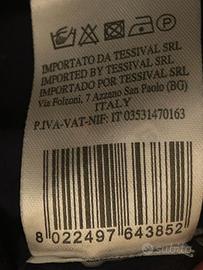 IMPORTATO DA TESSIVAL SRL
IMPORTED BY TESSIVAL SRL
IMPORTADO POR TESSIVAL SRL
Via Folzoni, 7 Azzano San Paolo (BG)
ITALY
P.IVA-VAT-NIF: IT 03531470163
8 022497 643852
subito